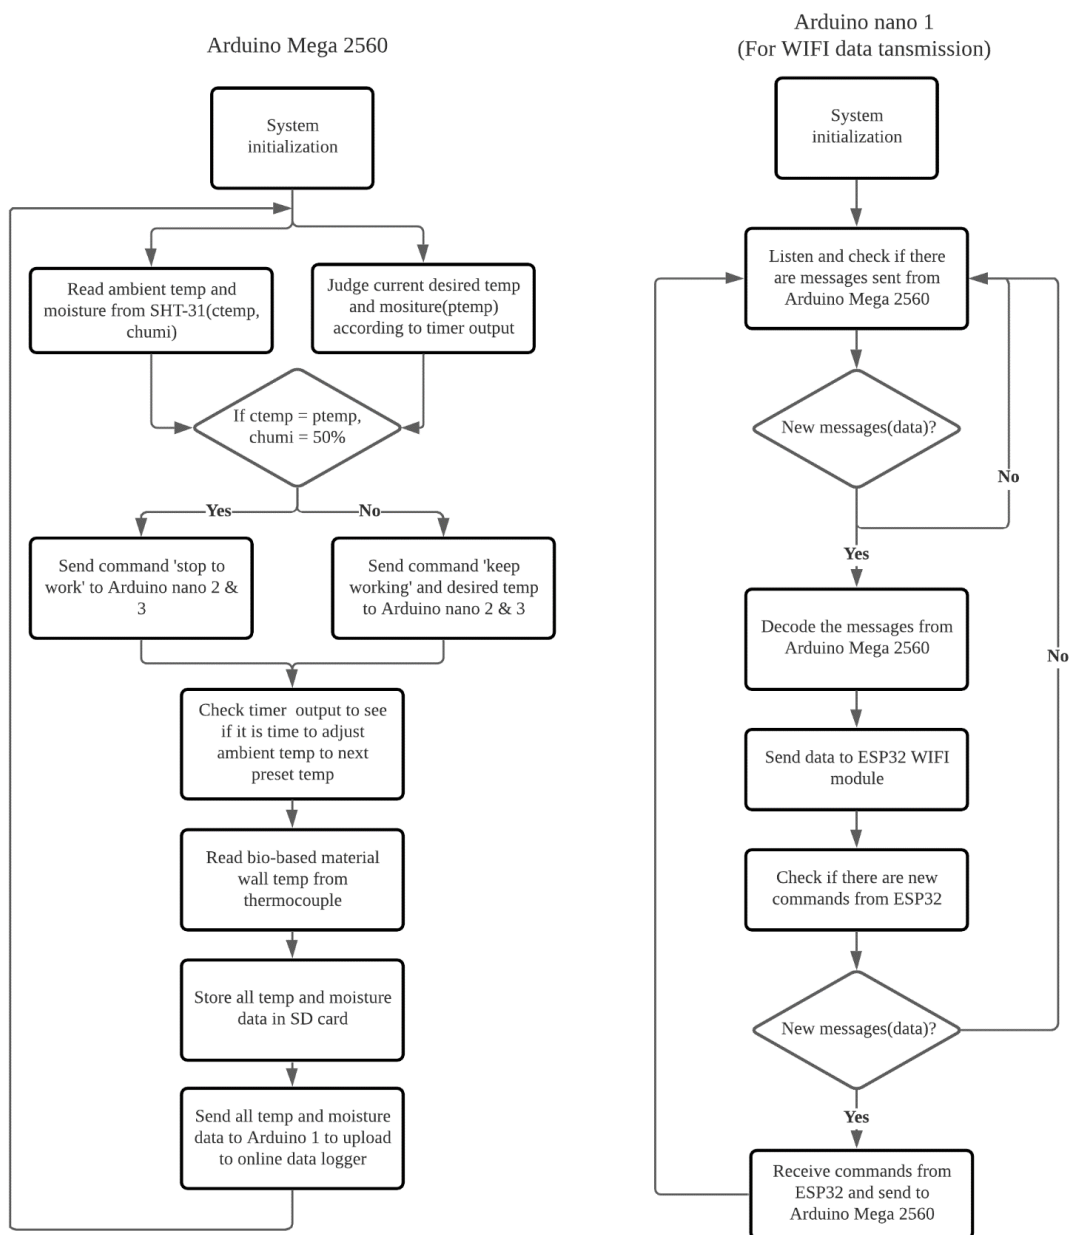 Arduino Mega 2560
System
initialization
Read ambient temp and
moisture from SHT-31(ctemp,
chumi)
Judge current desired temp
and mositure(ptemp)
according to timer output
If ctemp = ptemp,
chumi = 50%
Yes
No
Send command 'stop to
work' to Arduino nano 2 &
3
Send command 'keep
working' and desired temp
to Arduino nano 2 & 3
Check timer output to see
if it is time to adjust
ambient temp to next
preset temp
Read bio-based material
wall temp from
thermocouple
Store all temp and moisture
data in SD card
Send all temp and moisture
data to Arduino 1 to upload
to online data logger
Arduino nano 1
(For WIFI data tansmission)
System
initialization
Listen and check if there
are messages sent from
Arduino Mega 2560
New messages(data)?
No
Yes
Decode the messages from
Arduino Mega 2560
Send data to ESP32 WIFI
module
Check if there are new
commands from ESP32
New messages(data)?
No
Yes
Receive commands from
ESP32 and send to
Arduino Mega 2560